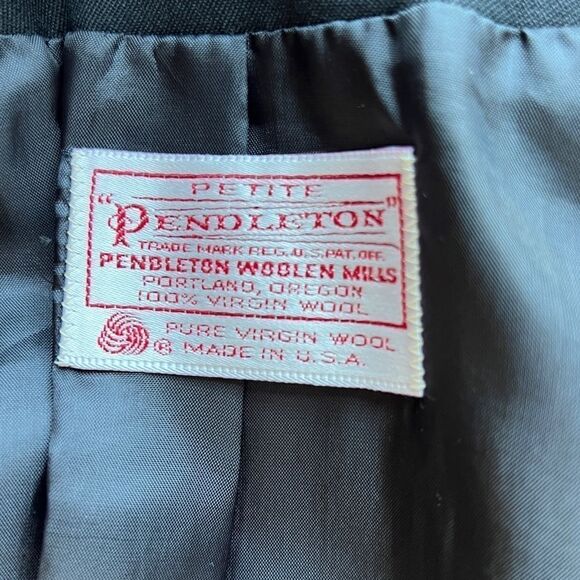 PETITE
"PENDLETON"
TRADE MARK REG. U.S. PAT. OFF.
PENDLETON WOOLEN MILLS
PORTLAND, OREGON
100% VIRGIN WOOL
PURE VIRGIN WOOL
® MADE IN U.S.A.